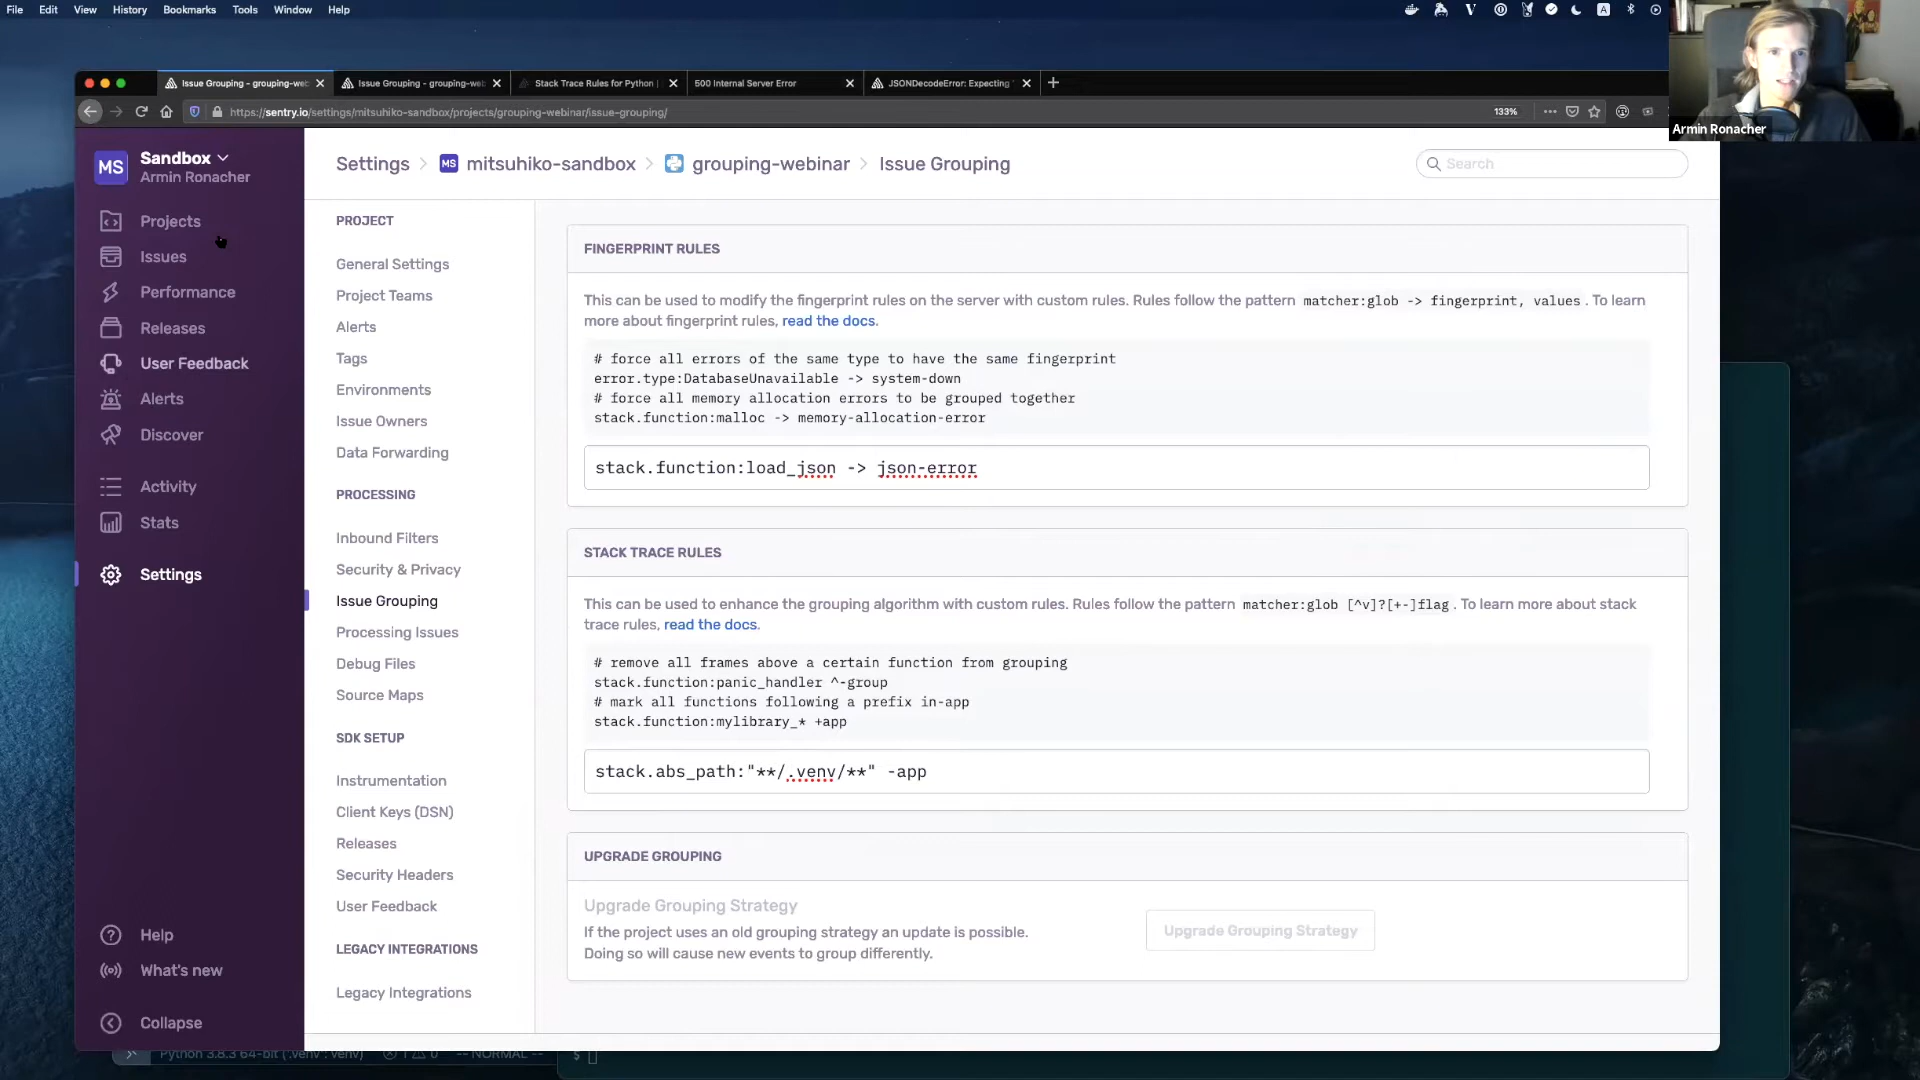 File Edit View History Bookmarks Tools Window Help
Issue Grouping - grouping-web
Issue Grouping - grouping-web
Stack Trace Rules for Python |
500 Internal Server Error
JSONDecodeError: Expecting '
https://sentry.io/settings/mitsuhiko-sandbox/projects/grouping-webinar/issue-grouping/
133%
Armin Ronacher
MS
Sandbox
Armin Ronacher
Projects
Issues
Performance
Releases
User Feedback
Alerts
Discover
Activity
Stats
Settings
Help
What's new
Collapse
Settings > MS mitsuhiko-sandbox > grouping-webinar > Issue Grouping
Search
PROJECT
General Settings
Project Teams
Alerts
Tags
Environments
Issue Owners
Data Forwarding
PROCESSING
Inbound Filters
Security & Privacy
Issue Grouping
Processing Issues
Debug Files
Source Maps
SDK SETUP
Instrumentation
Client Keys (DSN)
Releases
Security Headers
User Feedback
LEGACY INTEGRATIONS
Legacy Integrations
FINGERPRINT RULES
This can be used to modify the fingerprint rules on the server with custom rules. Rules follow the pattern matcher:glob -> fingerprint, values. To learn
more about fingerprint rules, read the docs.
# force all errors of the same type to have the same fingerprint
error.type:DatabaseUnavailable -> system-down
# force all memory allocation errors to be grouped together
stack.function:malloc -> memory-allocation-error
stack.function:load_json -> json-error
STACK TRACE RULES
This can be used to enhance the grouping algorithm with custom rules. Rules follow the pattern matcher:glob [^v]?[+-]flag. To learn more about stack
trace rules, read the docs.
# remove all frames above a certain function from grouping
stack.function:panic_handler ^-group
# mark all functions following a prefix in-app
stack.function:mylibrary_* +app
stack.abs_path:"**/.venv/**" -app
UPGRADE GROUPING
Upgrade Grouping Strategy
If the project uses an old grouping strategy an update is possible.
Doing so will cause new events to group differently.
Upgrade Grouping Strategy
Python 3.8.3 64-bit ('.venv': venv) -- NORMAL --
$